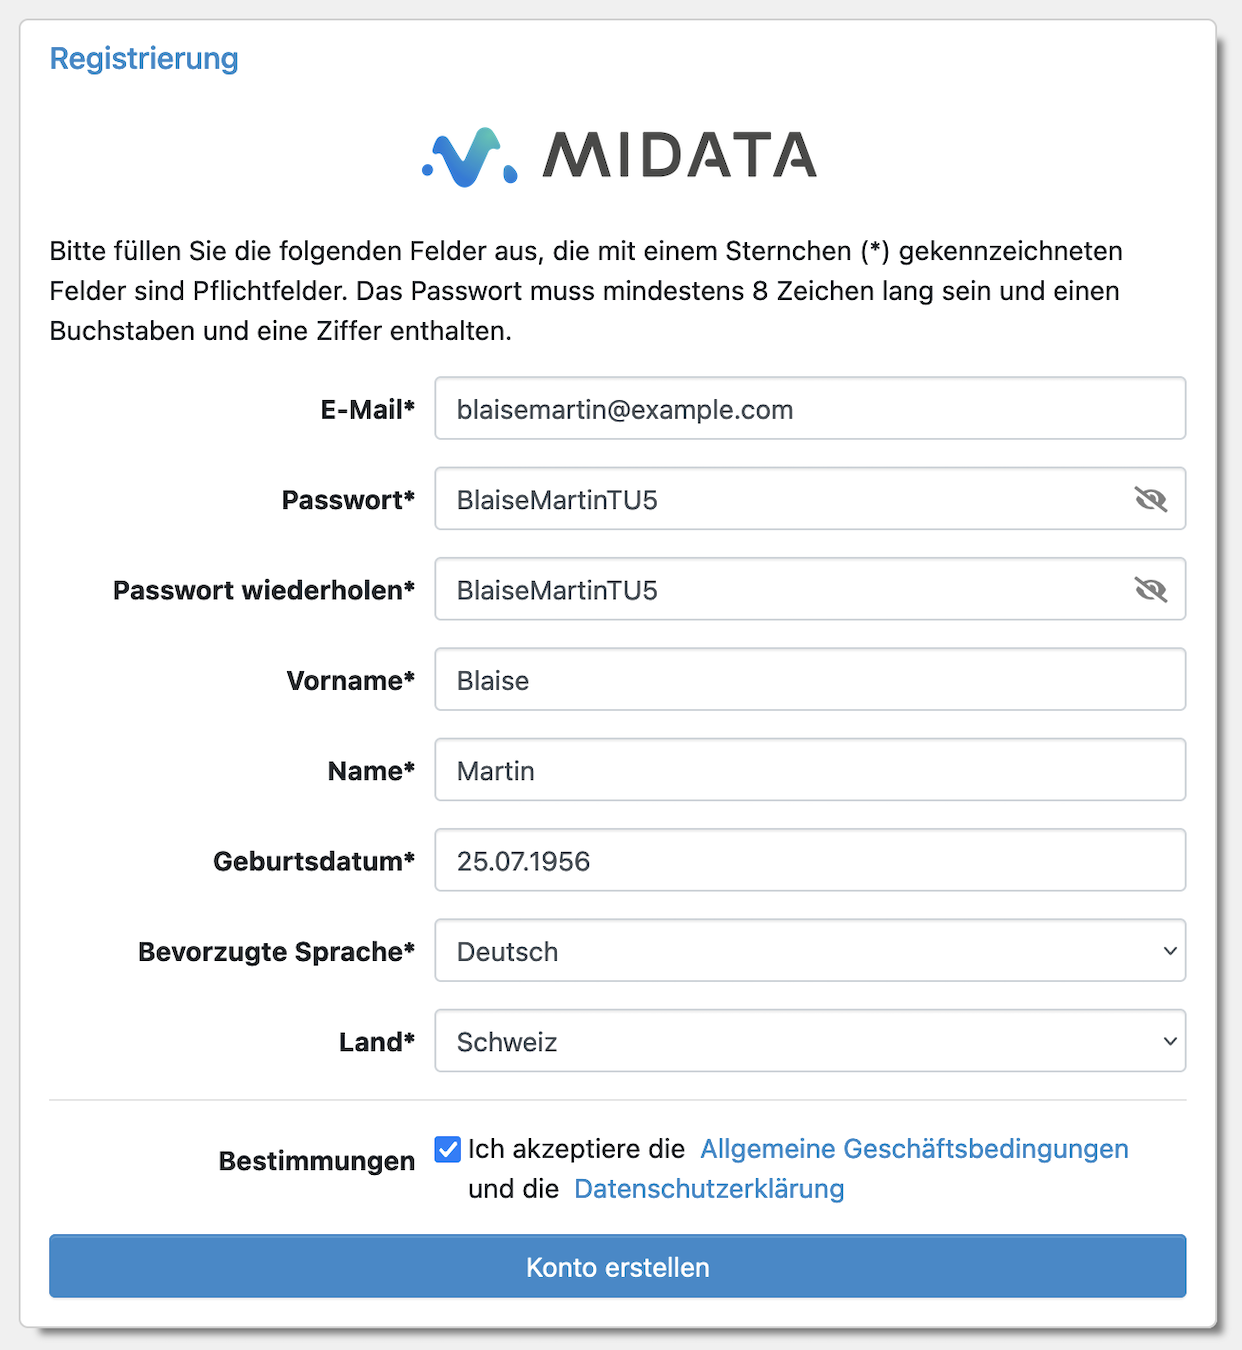 Registrierung
MIDATA
Bitte füllen Sie die folgenden Felder aus, die mit einem Sternchen (*) gekennzeichneten
Felder sind Pflichtfelder. Das Passwort muss mindestens 8 Zeichen lang sein und einen
Buchstaben und eine Ziffer enthalten.
E-Mail* blaisemartin@example.com
Passwort* BlaiseMartinTU5
Passwort wiederholen* BlaiseMartinTU5
Vorname* Blaise
Name* Martin
Geburtsdatum* 25.07.1956
Bevorzugte Sprache* Deutsch
Land* Schweiz
Bestimmungen Ich akzeptiere die Allgemeine Geschäftsbedingungen
und die Datenschutzerklärung
Konto erstellen